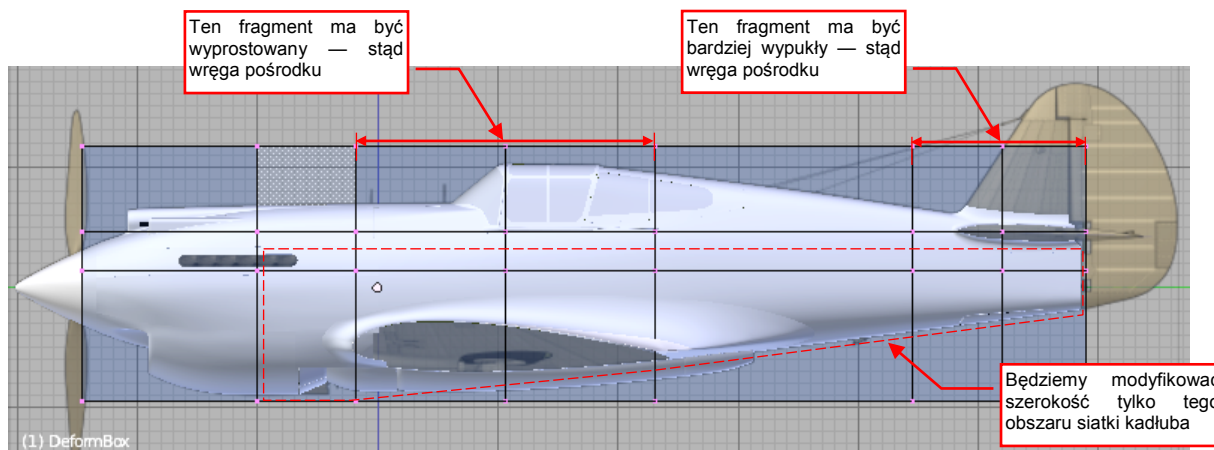 Ten fragment ma być
wyprostowany — stąd
wręga pośrodku
Ten fragment ma być
bardziej wypukły — stąd
wręga pośrodku
Będziemy modyfikować
szerokość tylko tego
obszaru siatki kadłuba
(1) DeformBox